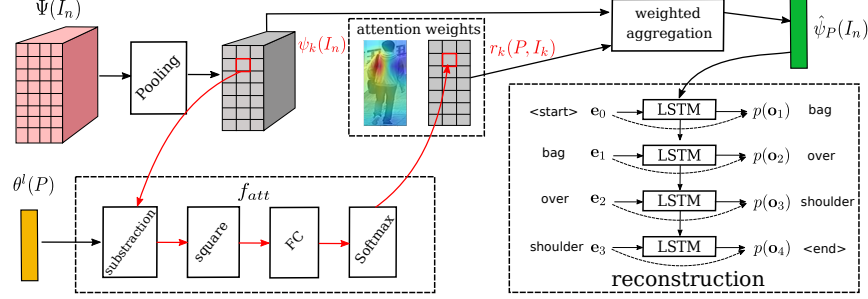 Ψ(I_n)
Pooling
ψ_k(I_n)
attention weights
r_k(P, I_k)
weighted
aggregation
ψ̂_P(I_n)
θ^l(P)
f_att
substraction
square
FC
Softmax
<start> e_0 LSTM p(o_1) bag
bag e_1 LSTM p(o_2) over
over e_2 LSTM p(o_3) shoulder
shoulder e_3 LSTM p(o_4) <end>
reconstruction